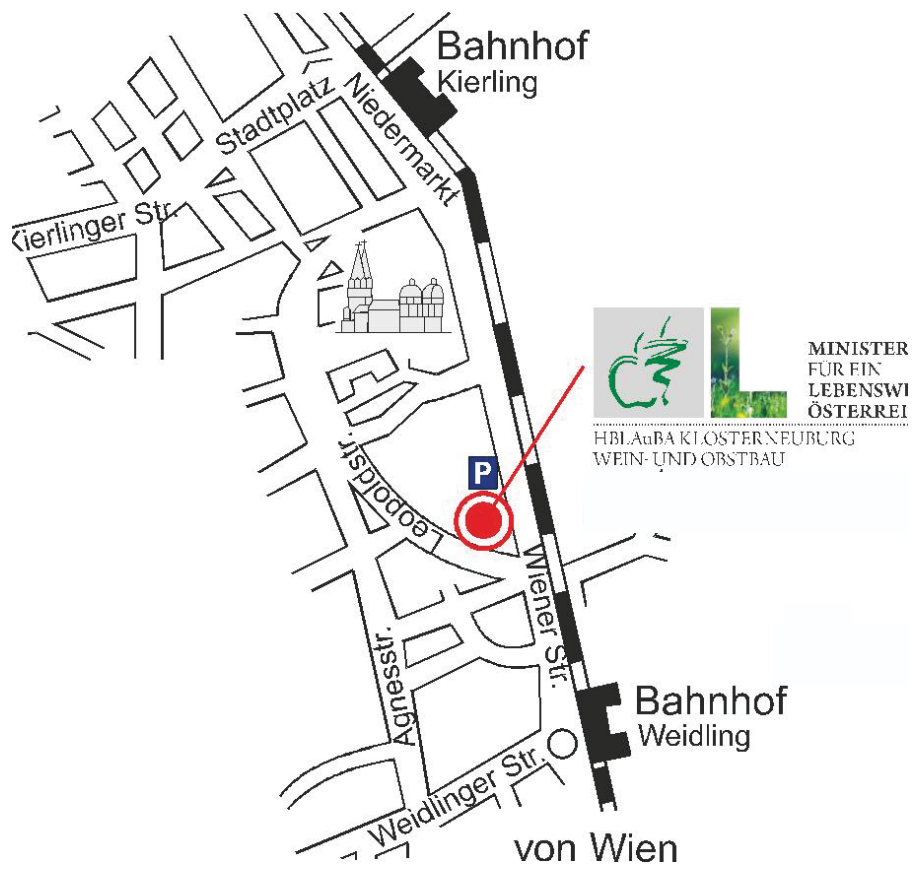 Bahnhof
Kierling
Stadtplatz
Niedermarkt
Kierlinger Str.
MINISTER
FÜR EIN
LEBENSWE
ÖSTERREI
HBLAuBA KLOSTERNEUBURG
WEIN- UND OBSTBAU
P
Leopoldstr.
Wiener Str.
Agnesstr.
Bahnhof
Weidling
Weidlinger Str.
von Wien